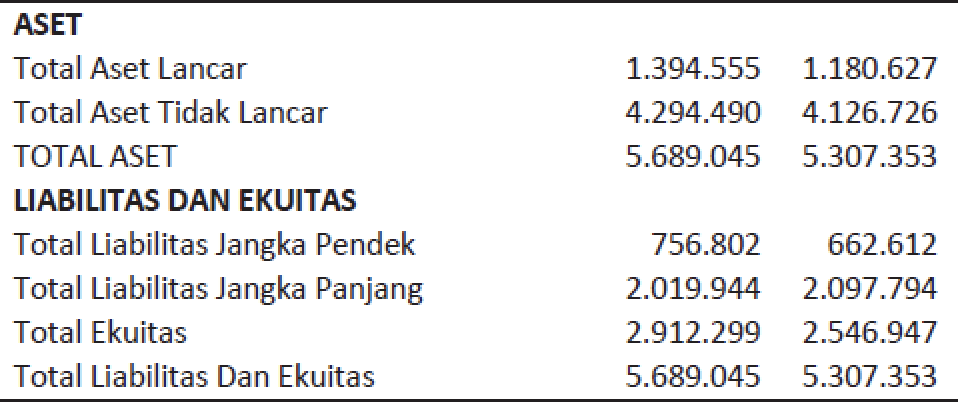 ASET
Total Aset Lancar 1.394.555 1.180.627
Total Aset Tidak Lancar 4.294.490 4.126.726
TOTAL ASET 5.689.045 5.307.353
LIABILITAS DAN EKUITAS
Total Liabilitas Jangka Pendek 756.802 662.612
Total Liabilitas Jangka Panjang 2.019.944 2.097.794
Total Ekuitas 2.912.299 2.546.947
Total Liabilitas Dan Ekuitas 5.689.045 5.307.353